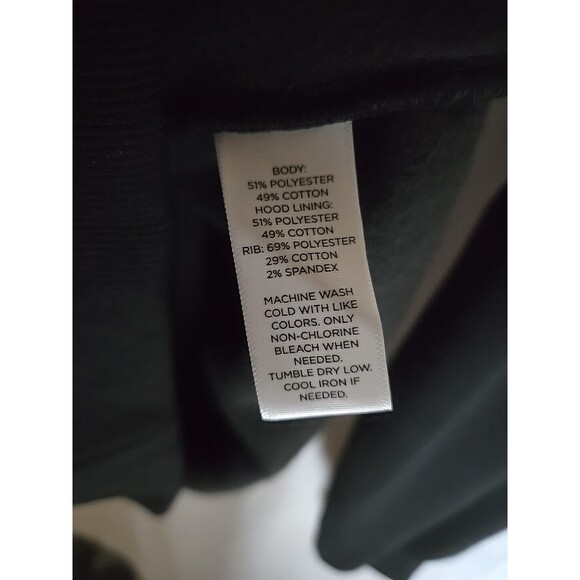 BODY:
51% POLYESTER
49% COTTON
HOOD LINING:
51% POLYESTER
49% COTTON
RIB: 69% POLYESTER
29% COTTON
2% SPANDEX
MACHINE WASH
COLD WITH LIKE
COLORS. ONLY
NON-CHLORINE
BLEACH WHEN
NEEDED.
TUMBLE DRY LOW.
COOL IRON IF
NEEDED.